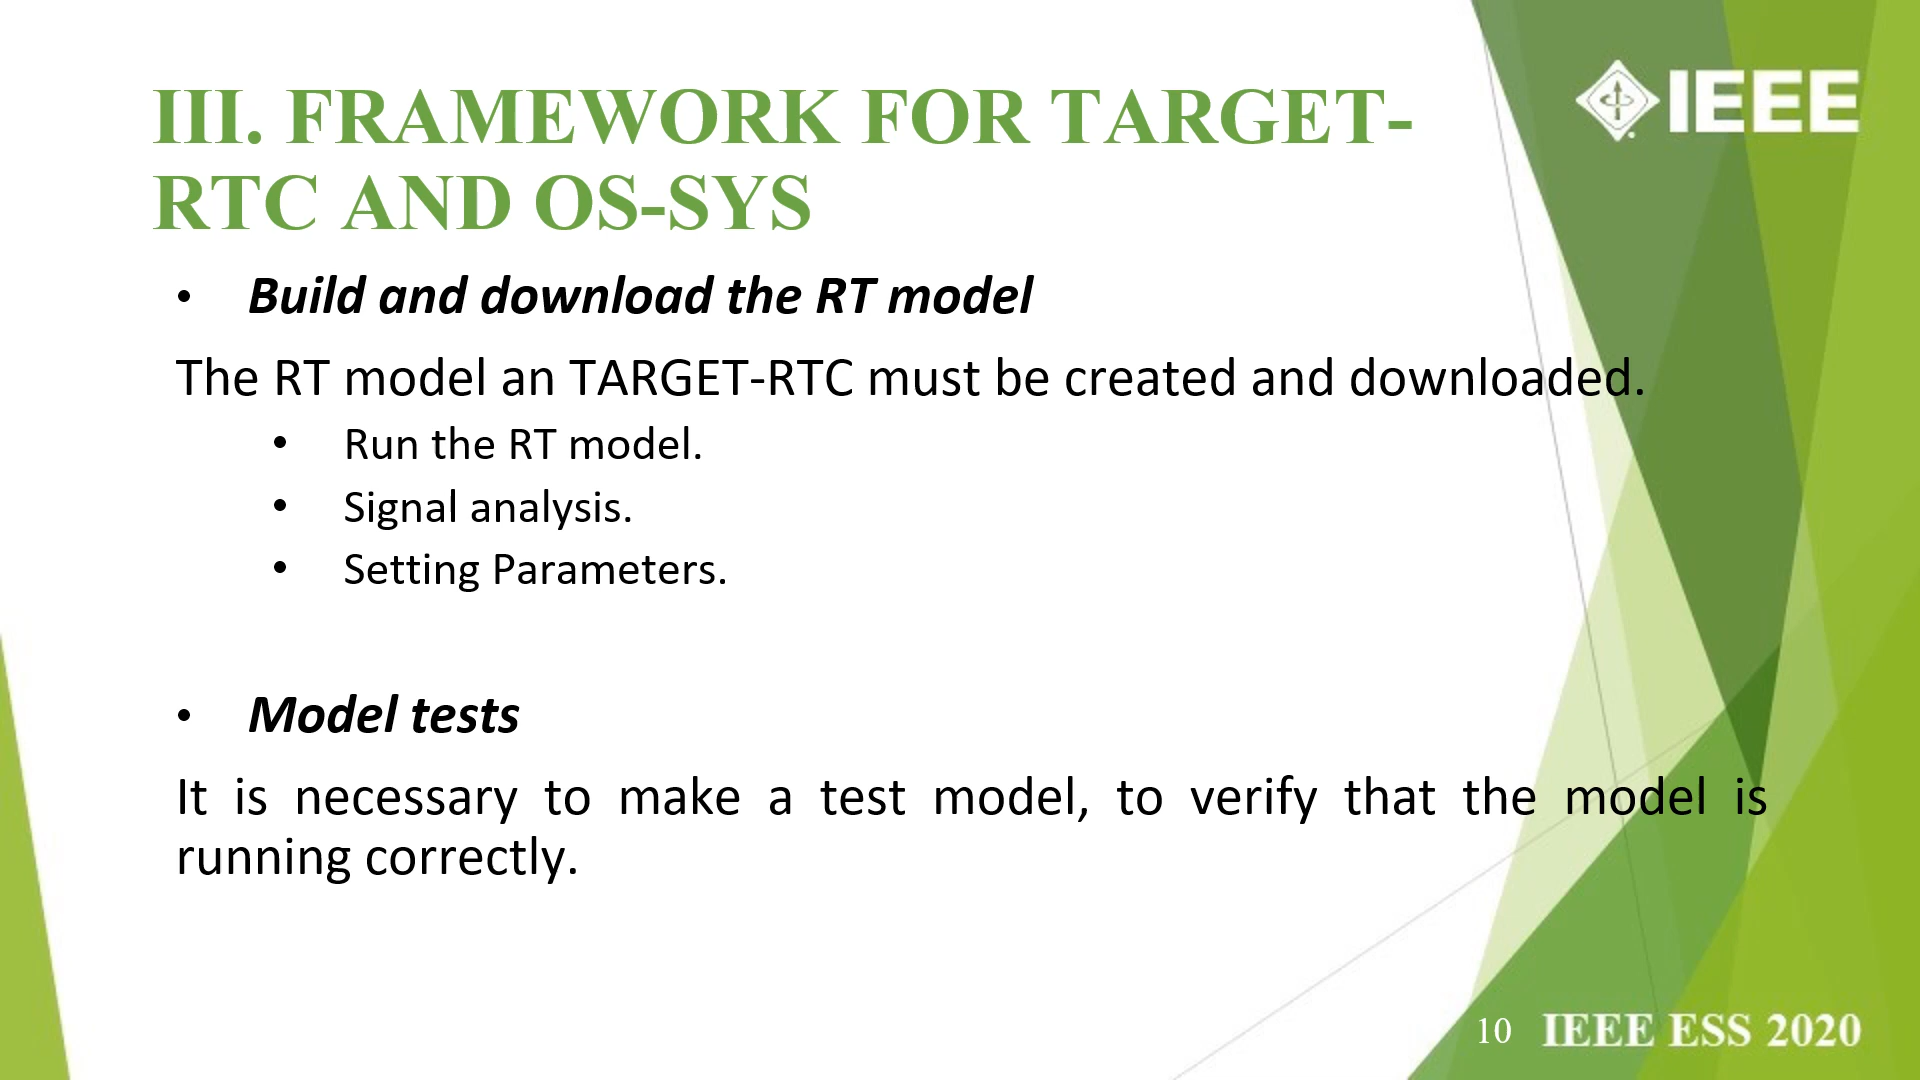 IEEE
III. FRAMEWORK FOR TARGET-
RTC AND OS-SYS
• Build and download the RT model
The RT model an TARGET-RTC must be created and downloaded.
• Run the RT model.
• Signal analysis.
• Setting Parameters.
• Model tests
It is necessary to make a test model, to verify that the model is
running correctly.
10 IEEE ESS 2020